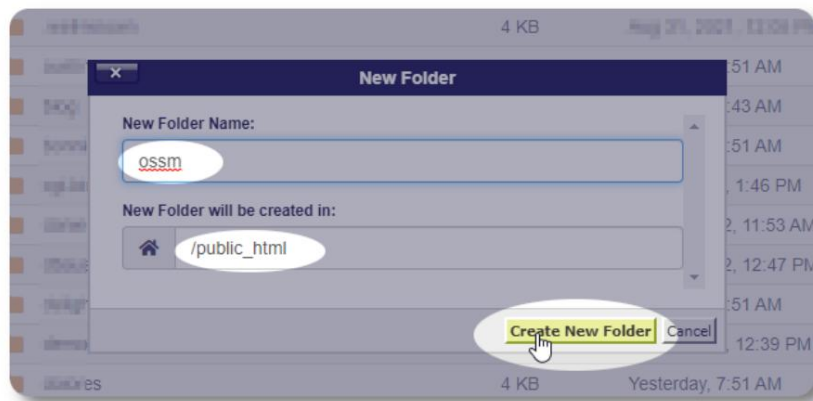 4 KB
New Folder
:51 AM
New Folder Name:
:43 AM
ossm
:51 AM
, 1:46 PM
New Folder will be created in:
2, 11:53 AM
/public_html
2, 12:47 PM
:51 AM
Create New Folder Cancel
, 12:39 PM
4 KB Yesterday, 7:51 AM